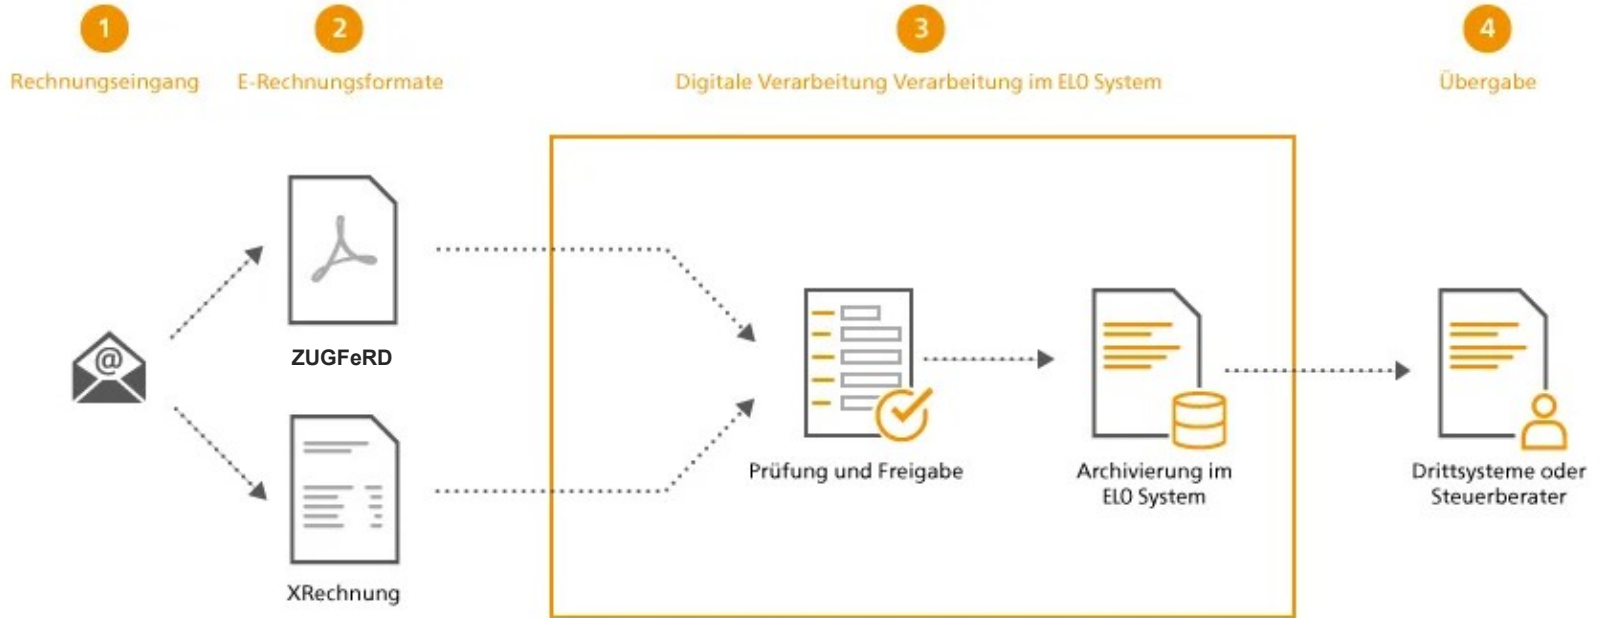 1
Rechnungseingang
2
E-Rechnungsformate
3
Digitale Verarbeitung Verarbeitung im ELO System
4
Übergabe
@
ZUGFeRD
XRechnung
Prüfung und Freigabe
Archivierung im
ELO System
Drittsysteme oder
Steuerberater